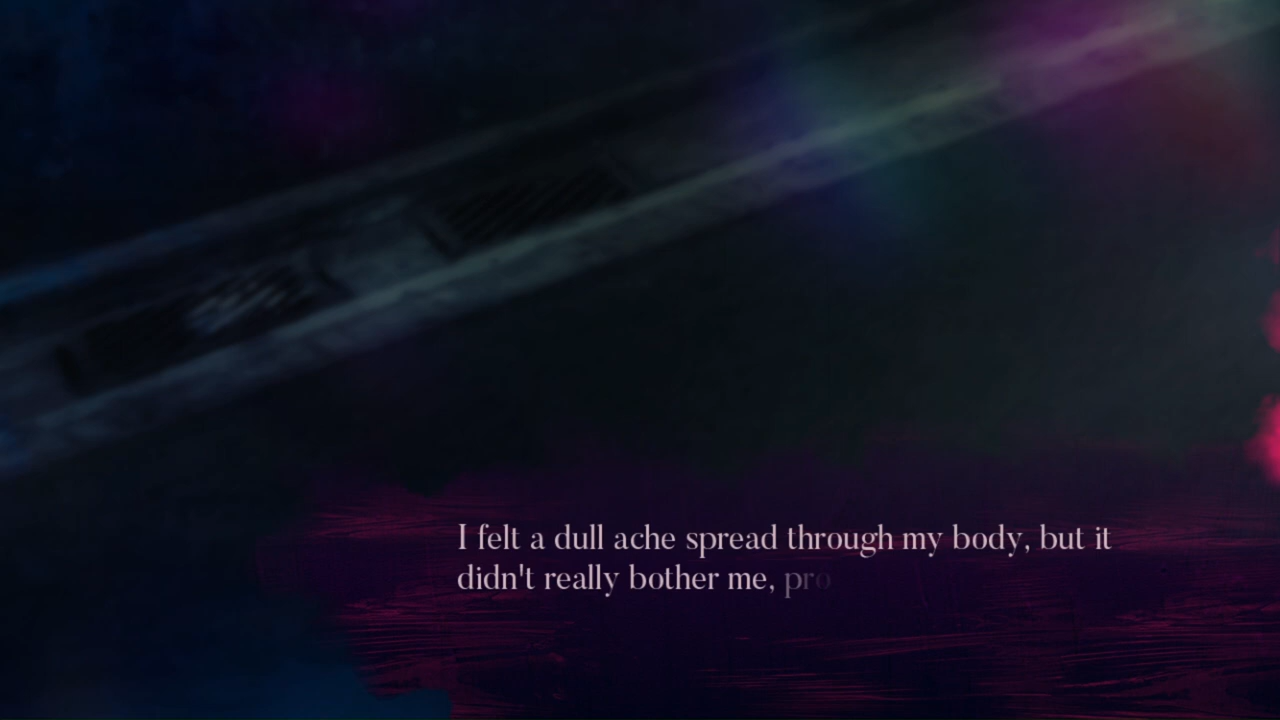 I felt a dull ache spread through my body, but it
didn't really bother me, pro